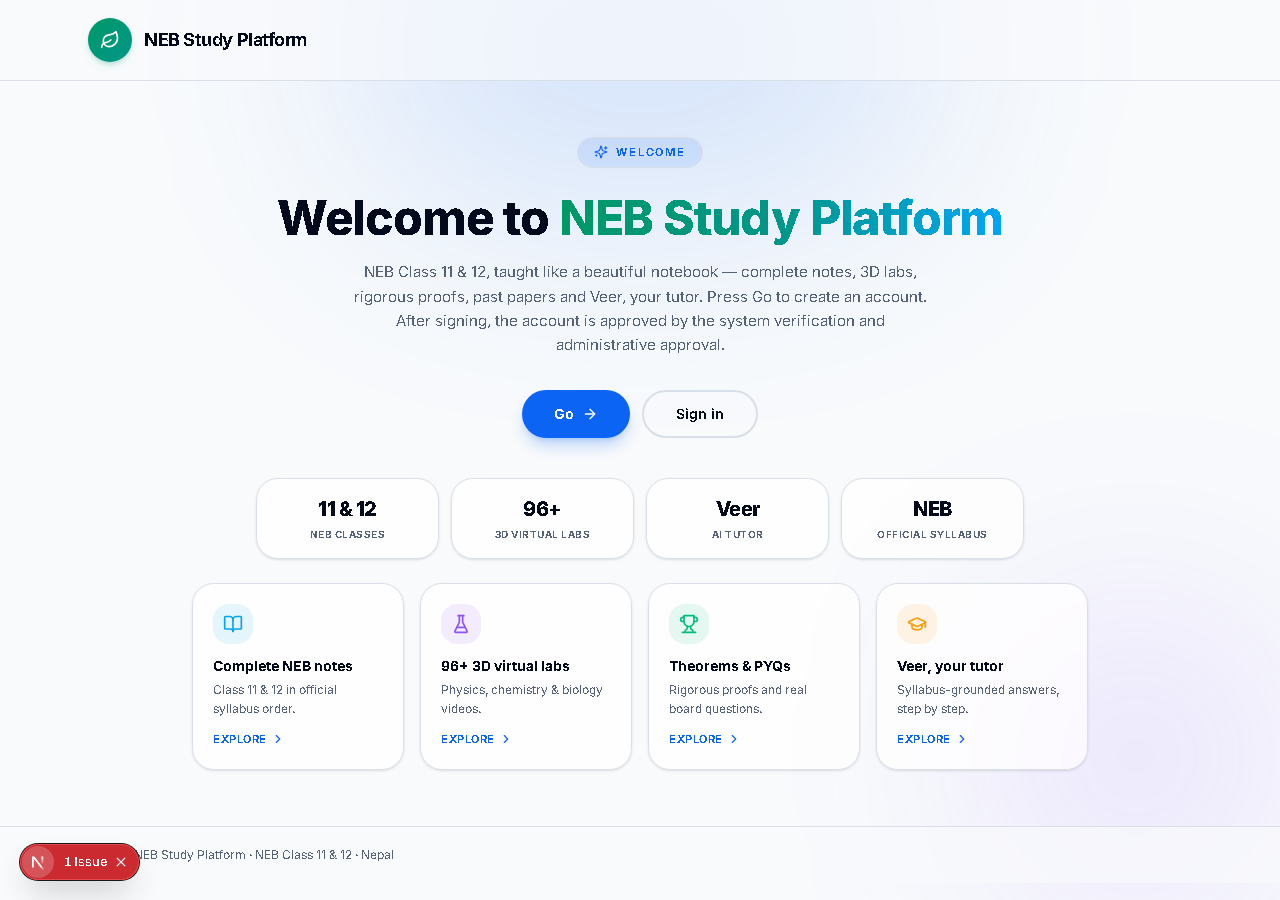 NEB Study Platform
WELCOME
Welcome to NEB Study Platform
NEB Class 11 & 12, taught like a beautiful notebook — complete notes, 3D labs,
rigorous proofs, past papers and Veer, your tutor. Press Go to create an account.
After signing, the account is approved by the system verification and
administrative approval.
Go
Sign in
11 & 12
NEB CLASSES
96+
3D VIRTUAL LABS
Veer
AI TUTOR
NEB
OFFICIAL SYLLABUS
Complete NEB notes
Class 11 & 12 in official
syllabus order.
EXPLORE
96+ 3D virtual labs
Physics, chemistry & biology
videos.
EXPLORE
Theorems & PYQs
Rigorous proofs and real
board questions.
EXPLORE
Veer, your tutor
Syllabus-grounded answers,
step by step.
EXPLORE
N 1 Issue
NEB Study Platform · NEB Class 11 & 12 · Nepal